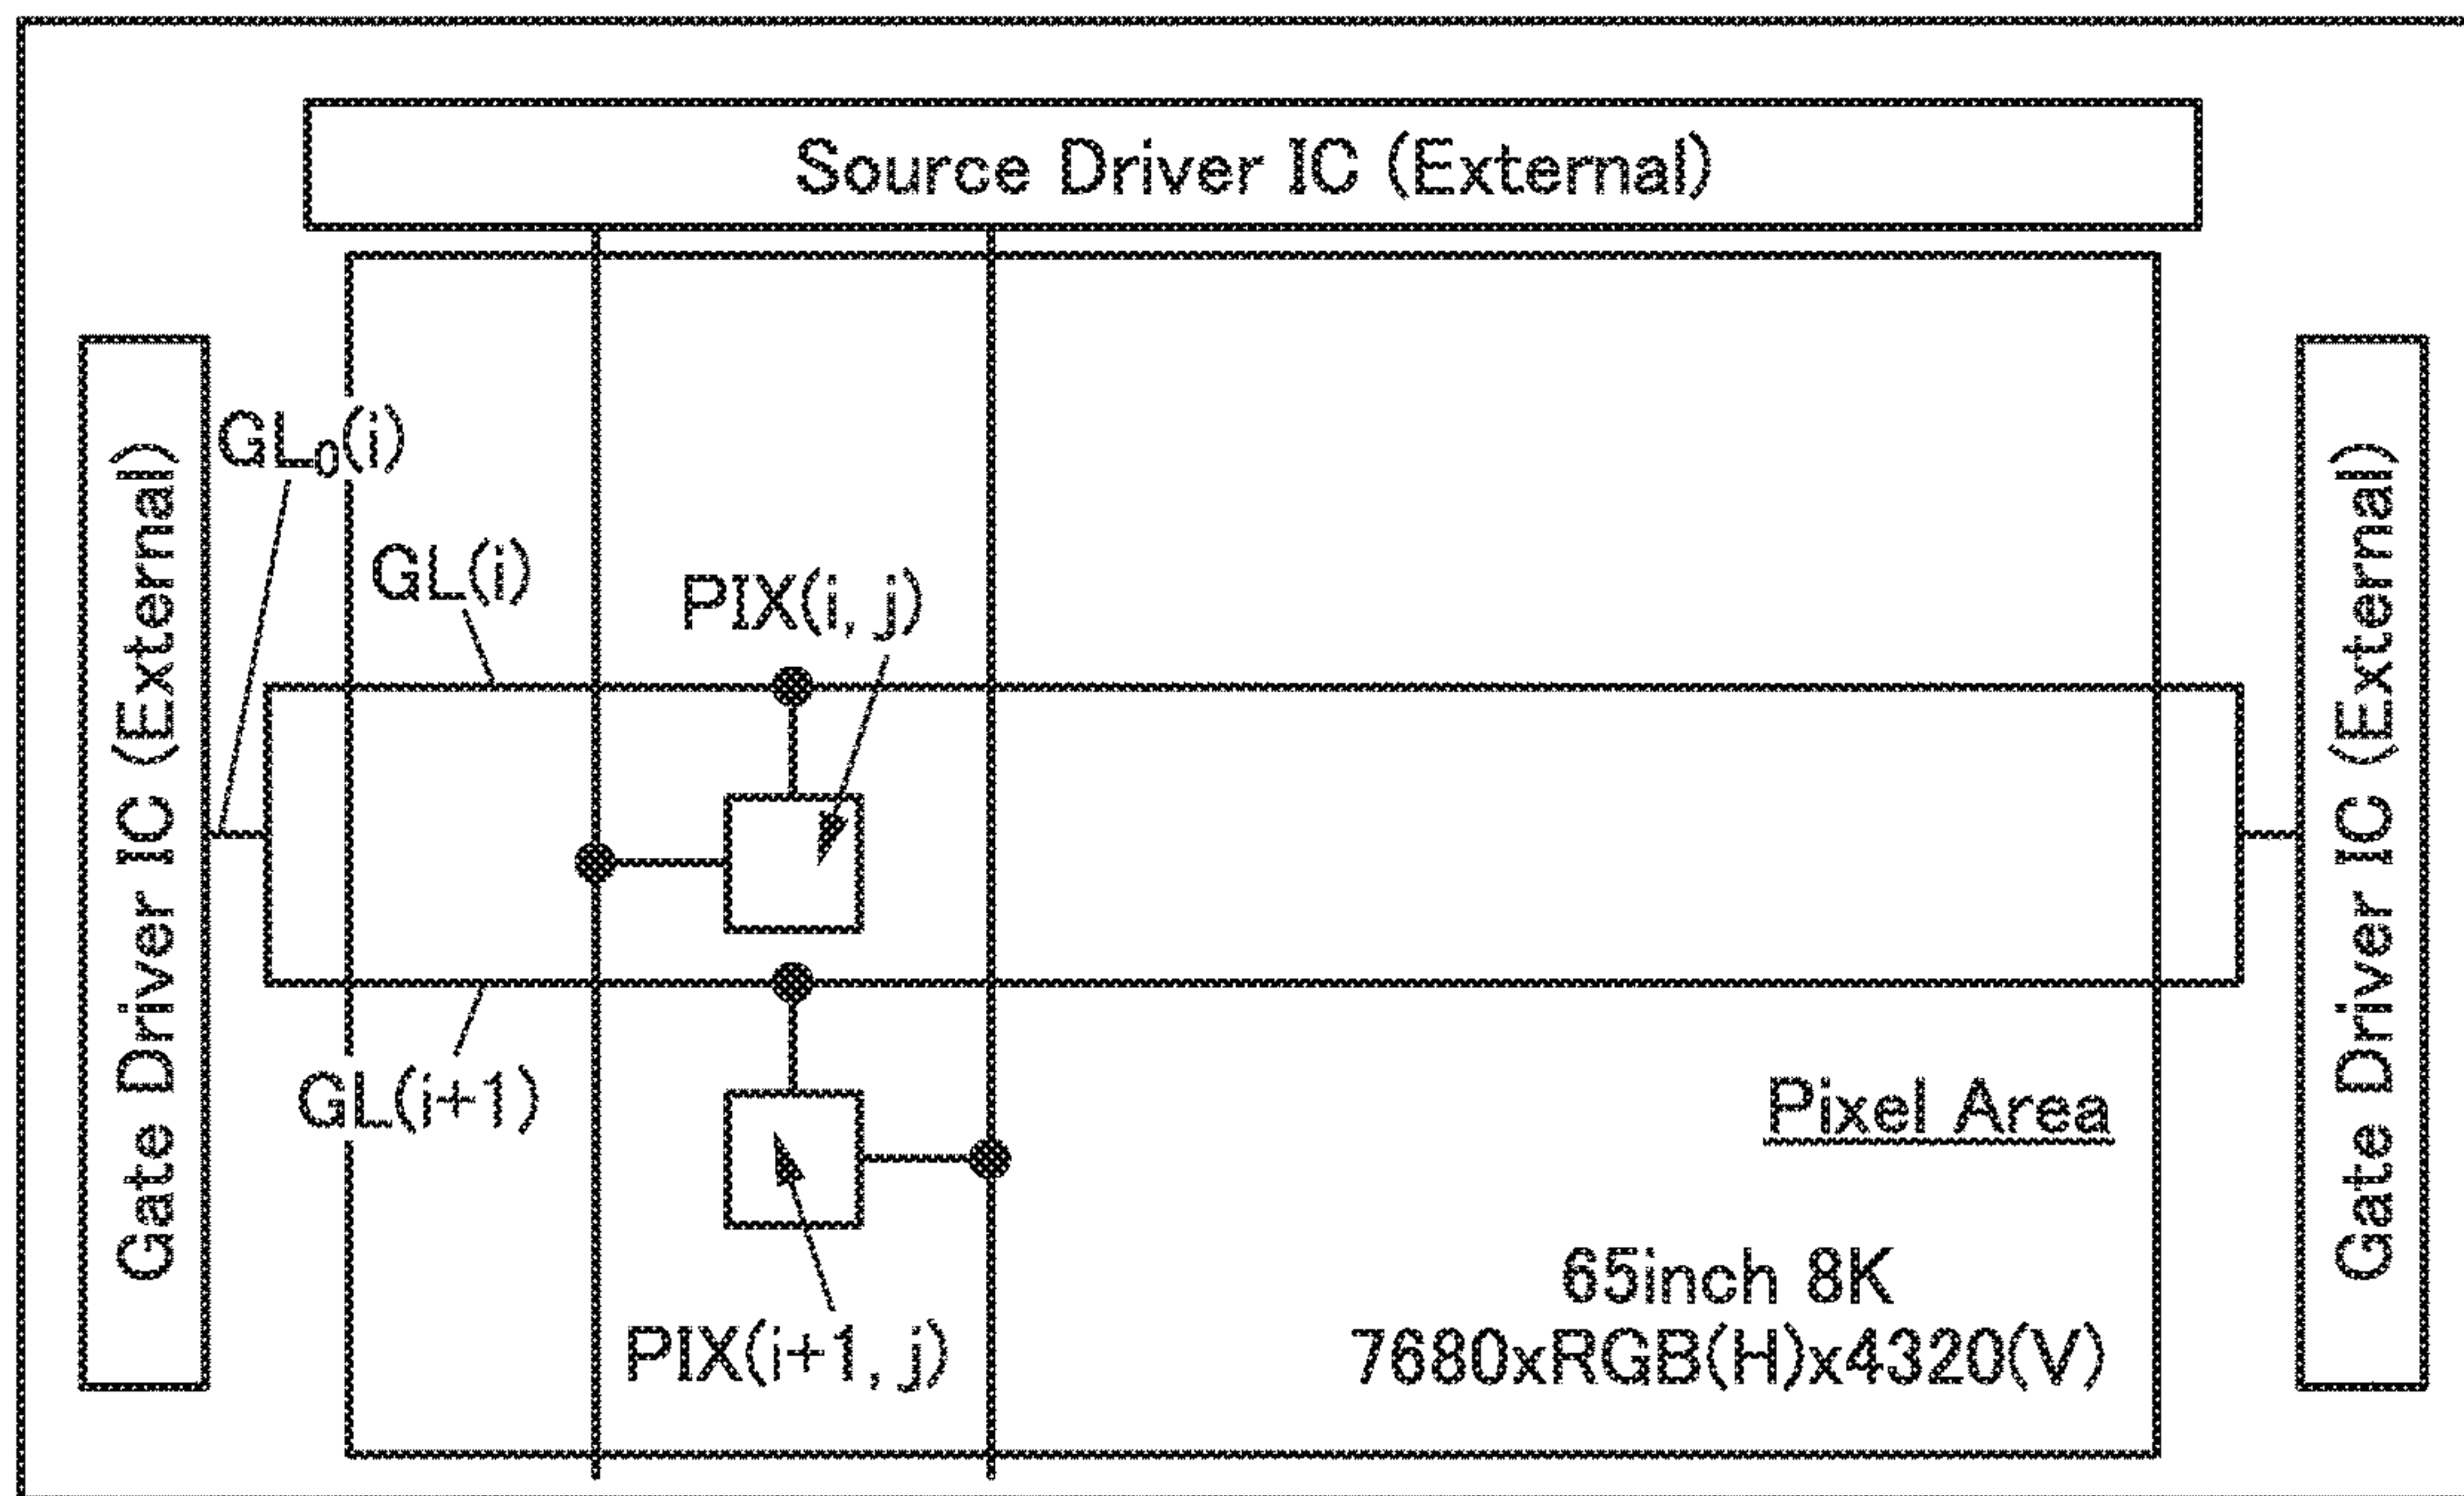 Source Driver IC (External)
Gate Driver IC (External)
GL₀(i)
GL(i)
PIX(i, j)
GL(i+1)
PIX(i+1, j)
Pixel Area
65inch 8K
7680xRGB(H)x4320(V)
Gate Driver IC (External)